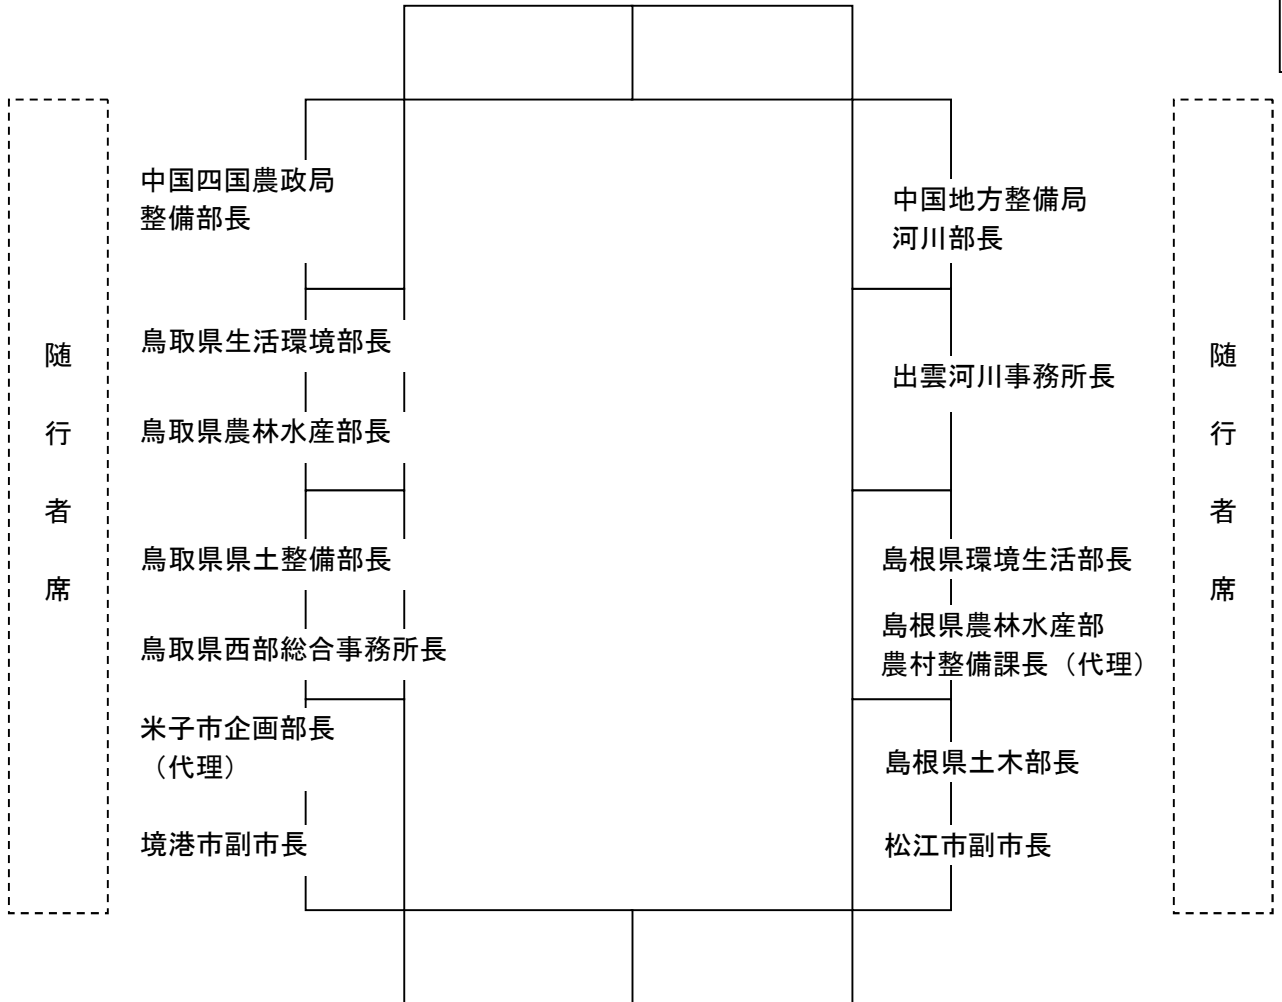 中国四国農政局
整備部長
鳥取県生活環境部長
鳥取県農林水産部長
鳥取県県土整備部長
鳥取県西部総合事務所長
米子市企画部長
（代理）
境港市副市長
中国地方整備局
河川部長
出雲河川事務所長
島根県環境生活部長
島根県農林水産部
農村整備課長（代理）
島根県土木部長
松江市副市長
随行者席
随行者席